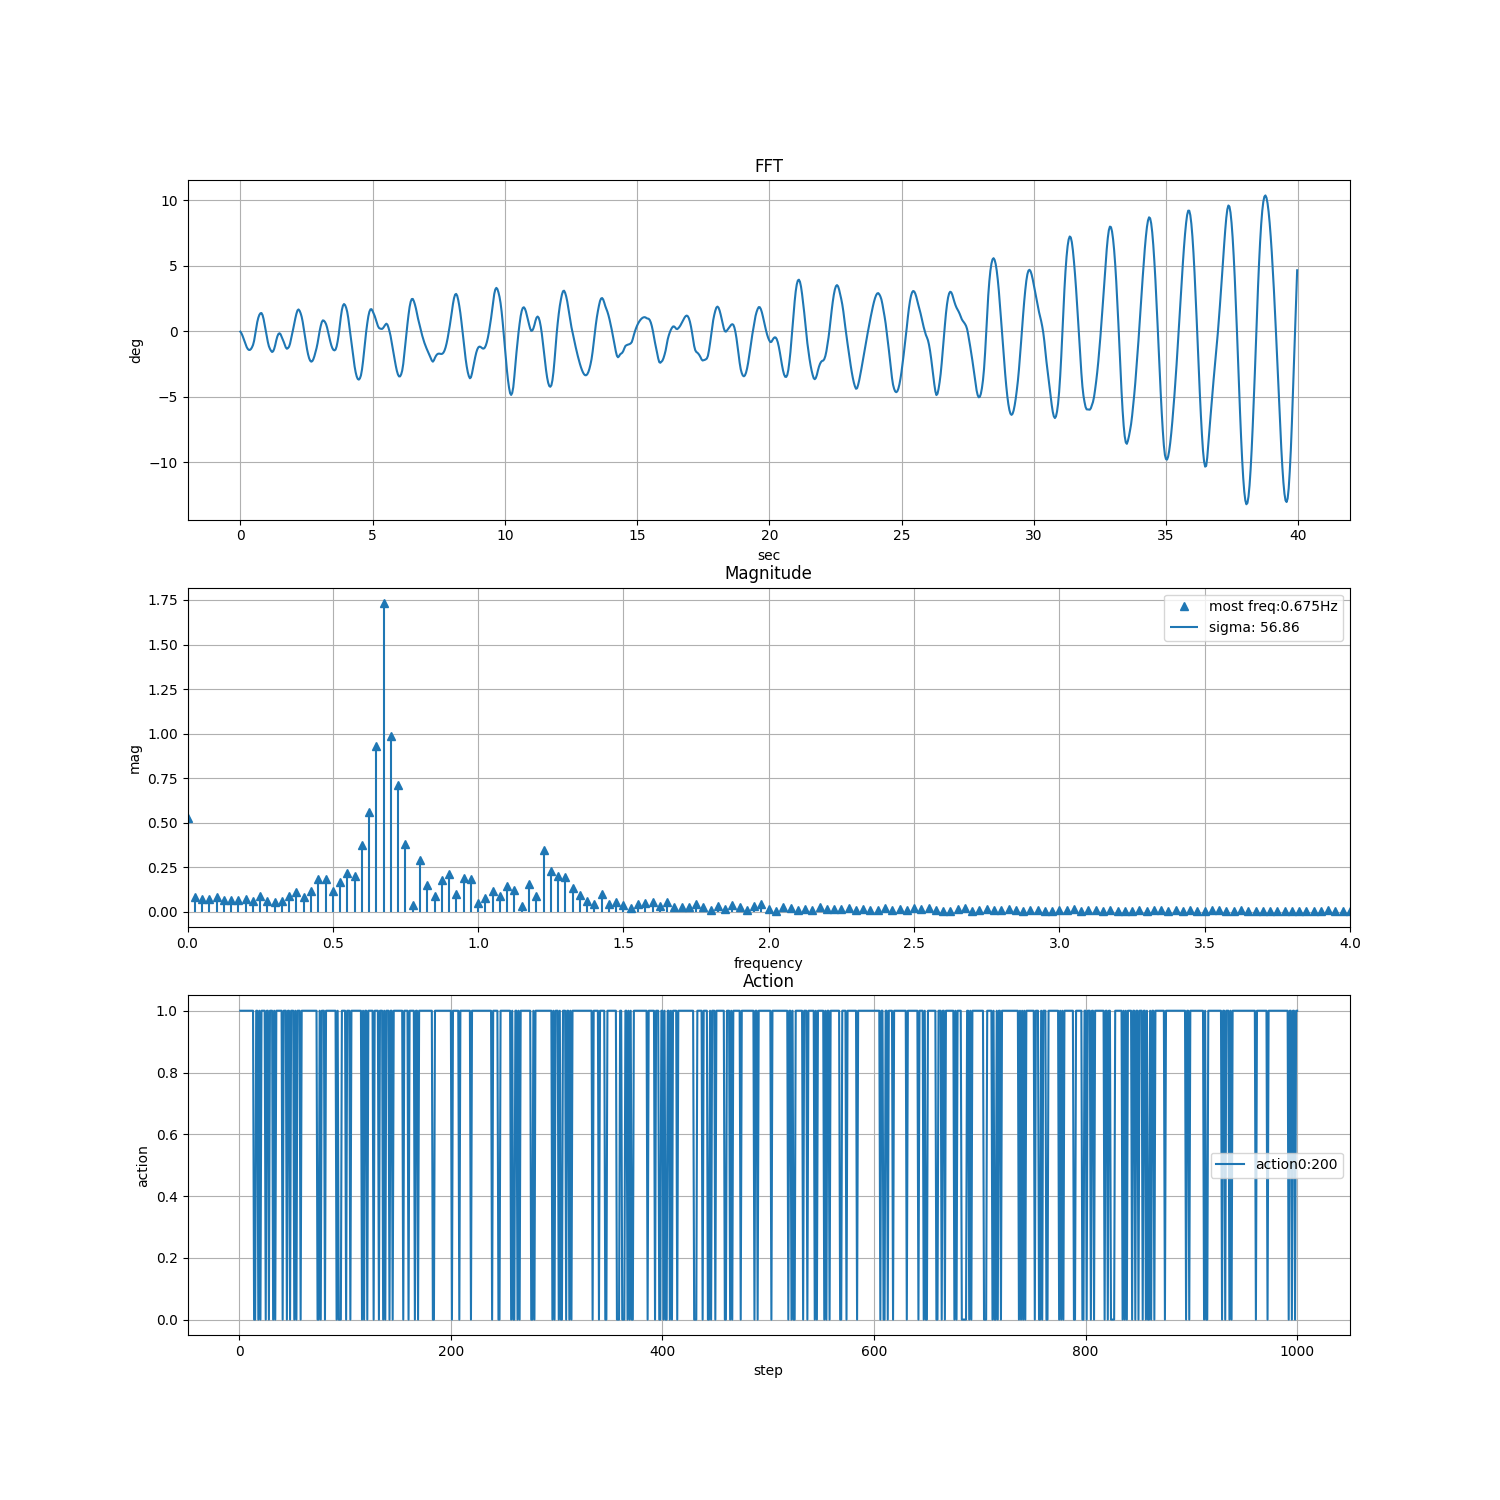 FFT
10
5
0
−5
−10
deg
0 5 10 15 20 25 30 35 40
sec
Magnitude
1.75
1.50
1.25
1.00
0.75
0.50
0.25
0.00
mag
most freq:0.675Hz
sigma: 56.86
0.0 0.5 1.0 1.5 2.0 2.5 3.0 3.5 4.0
frequency
Action
1.0
0.8
0.6
0.4
0.2
0.0
action
action0:200
0 200 400 600 800 1000
step